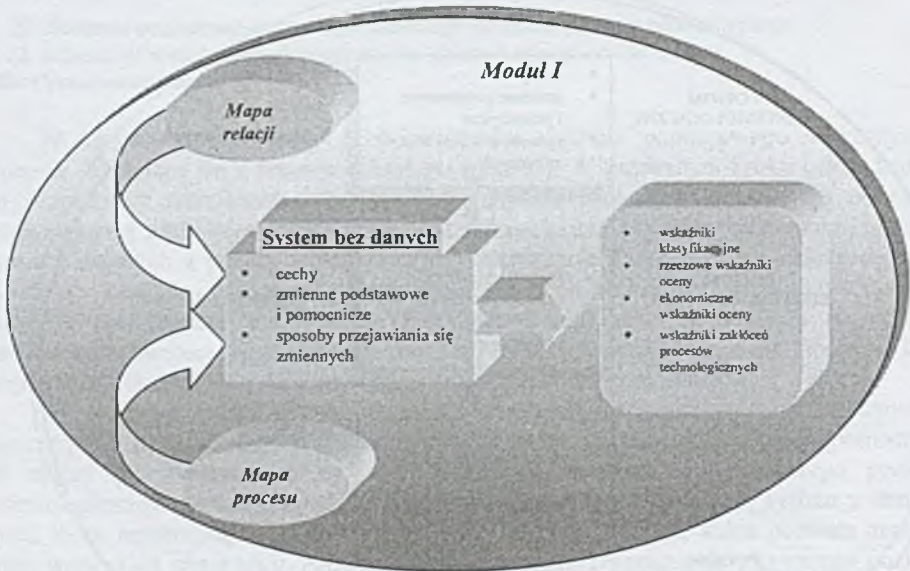 Moduł I
Mapa
relacji
System bez danych
• cechy
• zmienne podstawowe
i pomocnicze
• sposoby przejawiania się
zmiennych
• wskaźniki
klasyfikacyjne
• rzeczowe wskaźniki
oceny
• ekonomiczne
wskaźniki oceny
• wskaźniki zakłóceń
procesów
technologicznych
Mapa
procesu